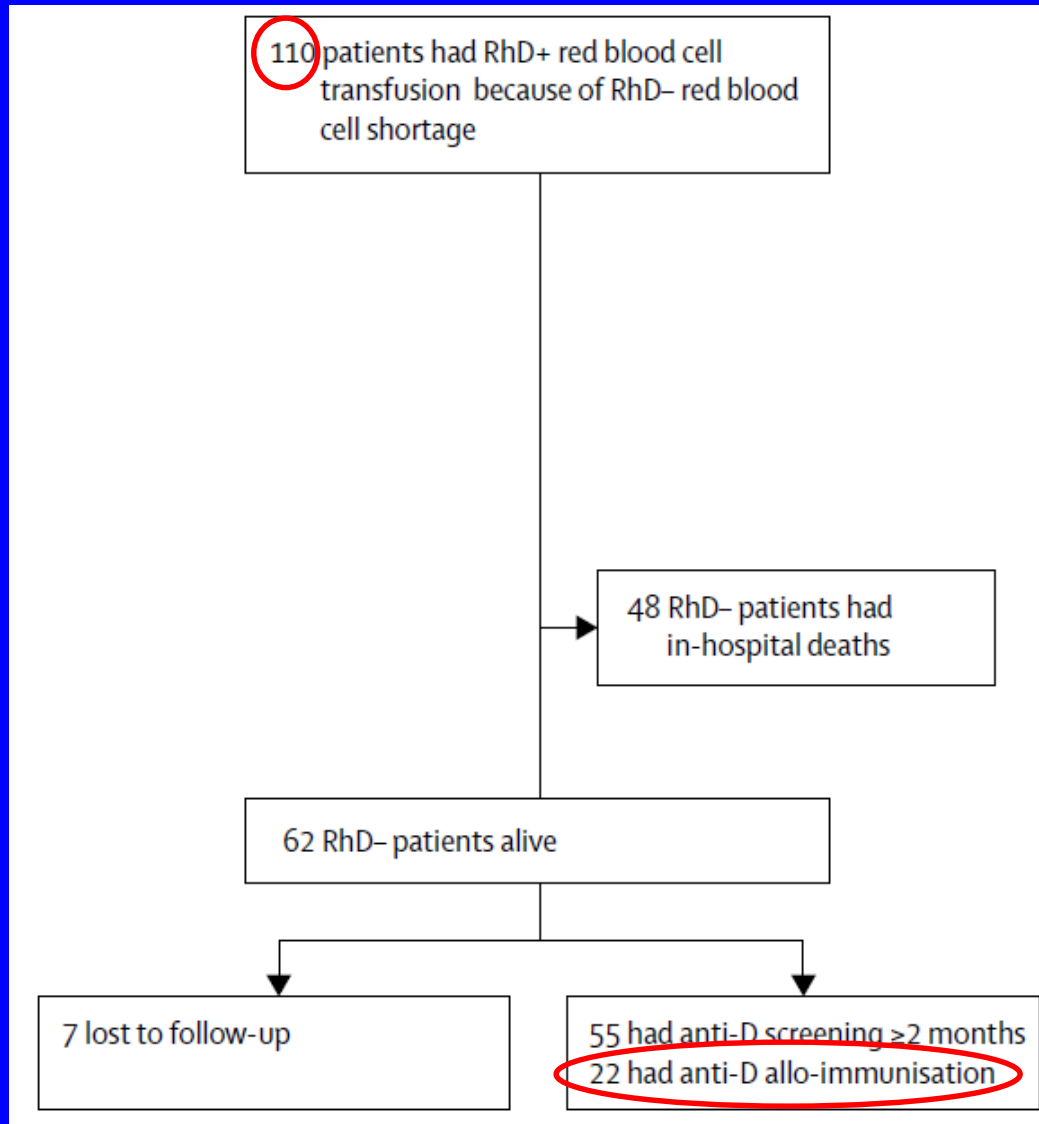 110 patients had RhD+ red blood cell
transfusion because of RhD– red blood
cell shortage
48 RhD– patients had
in-hospital deaths
62 RhD– patients alive
7 lost to follow-up
55 had anti-D screening ≥2 months
22 had anti-D allo-immunisation